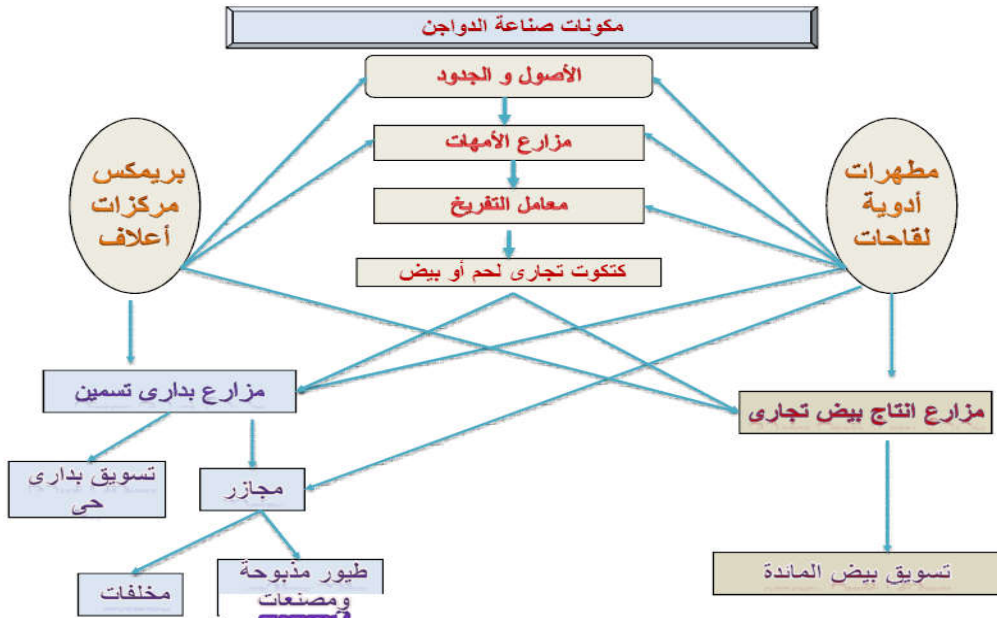 مكونات صناعة الدواجن
الأصول و الجدود
مزارع الأمهات
معامل التفريخ
كتكوت تجارى لحم أو بيض
مطهرات
أدوية
لقاحات
بريمكس
مركزات
أعلاف
مزارع انتاج بيض تجارى
مزارع بدارى تسمين
تسويق بدارى
حى
مجازر
تسويق بيض المائدة
طيور مذبوحة
ومصنعات
مخلفات